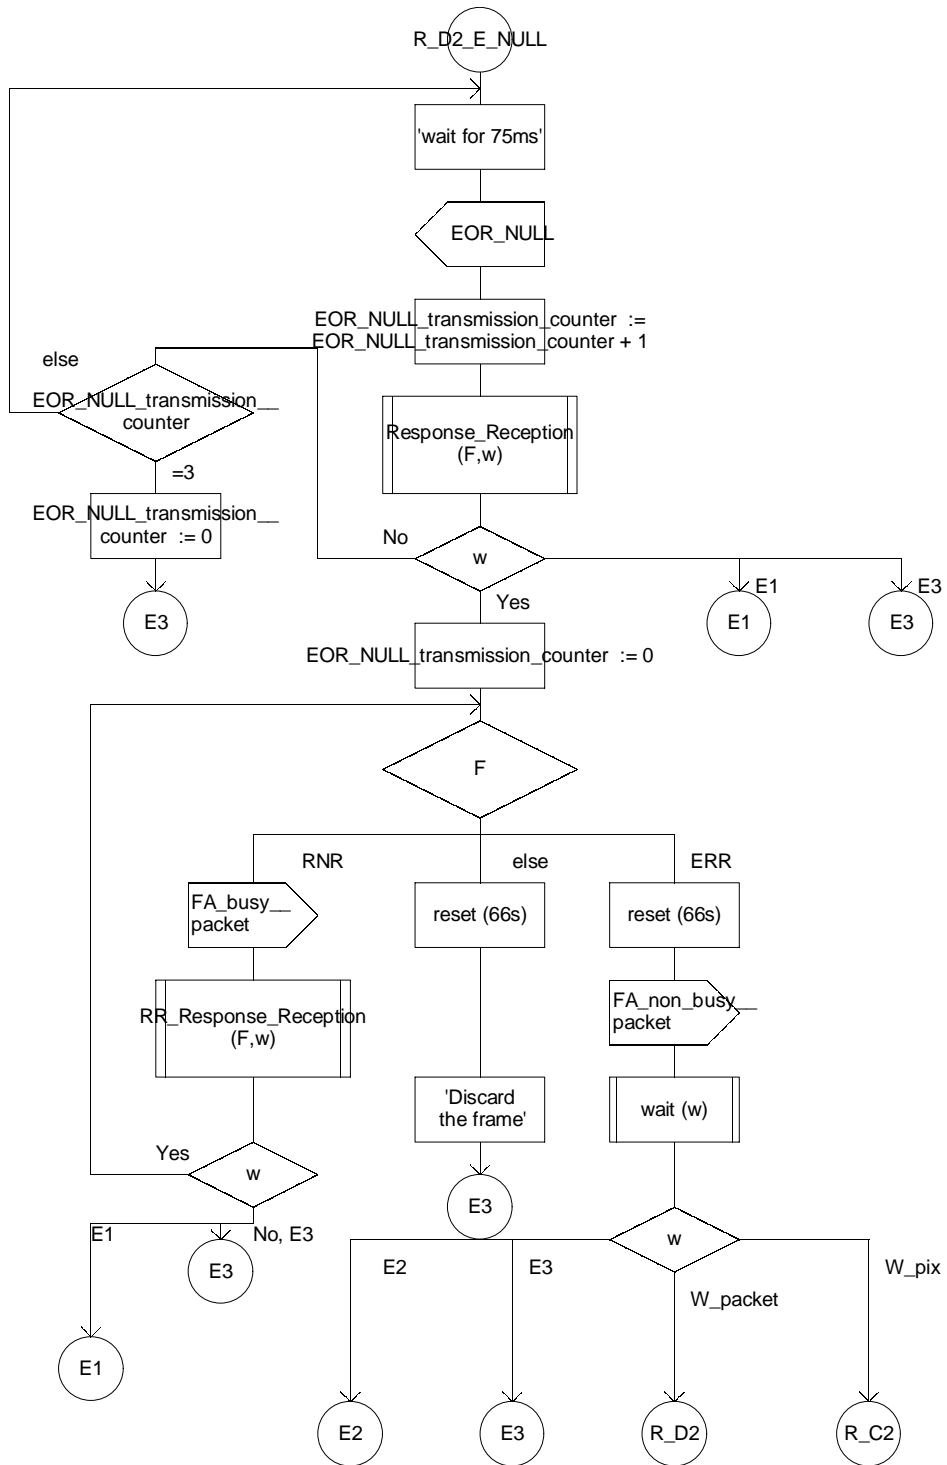 R_D2_E_NULL
'wait for 75ms'
EOR_NULL
EOR_NULL_transmission_counter :=
EOR_NULL_transmission_counter + 1
else
EOR_NULL_transmission__
counter
Response_Reception
(F,w)
=3
EOR_NULL_transmission__
counter := 0
No
w
Yes
E1
E3
E3
E1
E3
EOR_NULL_transmission_counter := 0
F
RNR
else
ERR
FA_busy__
packet
reset (66s)
reset (66s)
RR_Response_Reception
(F,w)
FA_non_busy__
packet
'Discard
the frame'
wait (w)
Yes
w
E3
E1
No, E3
E3
w
E2
E3
W_packet
W_pix
E1
E2
E3
R_D2
R_C2